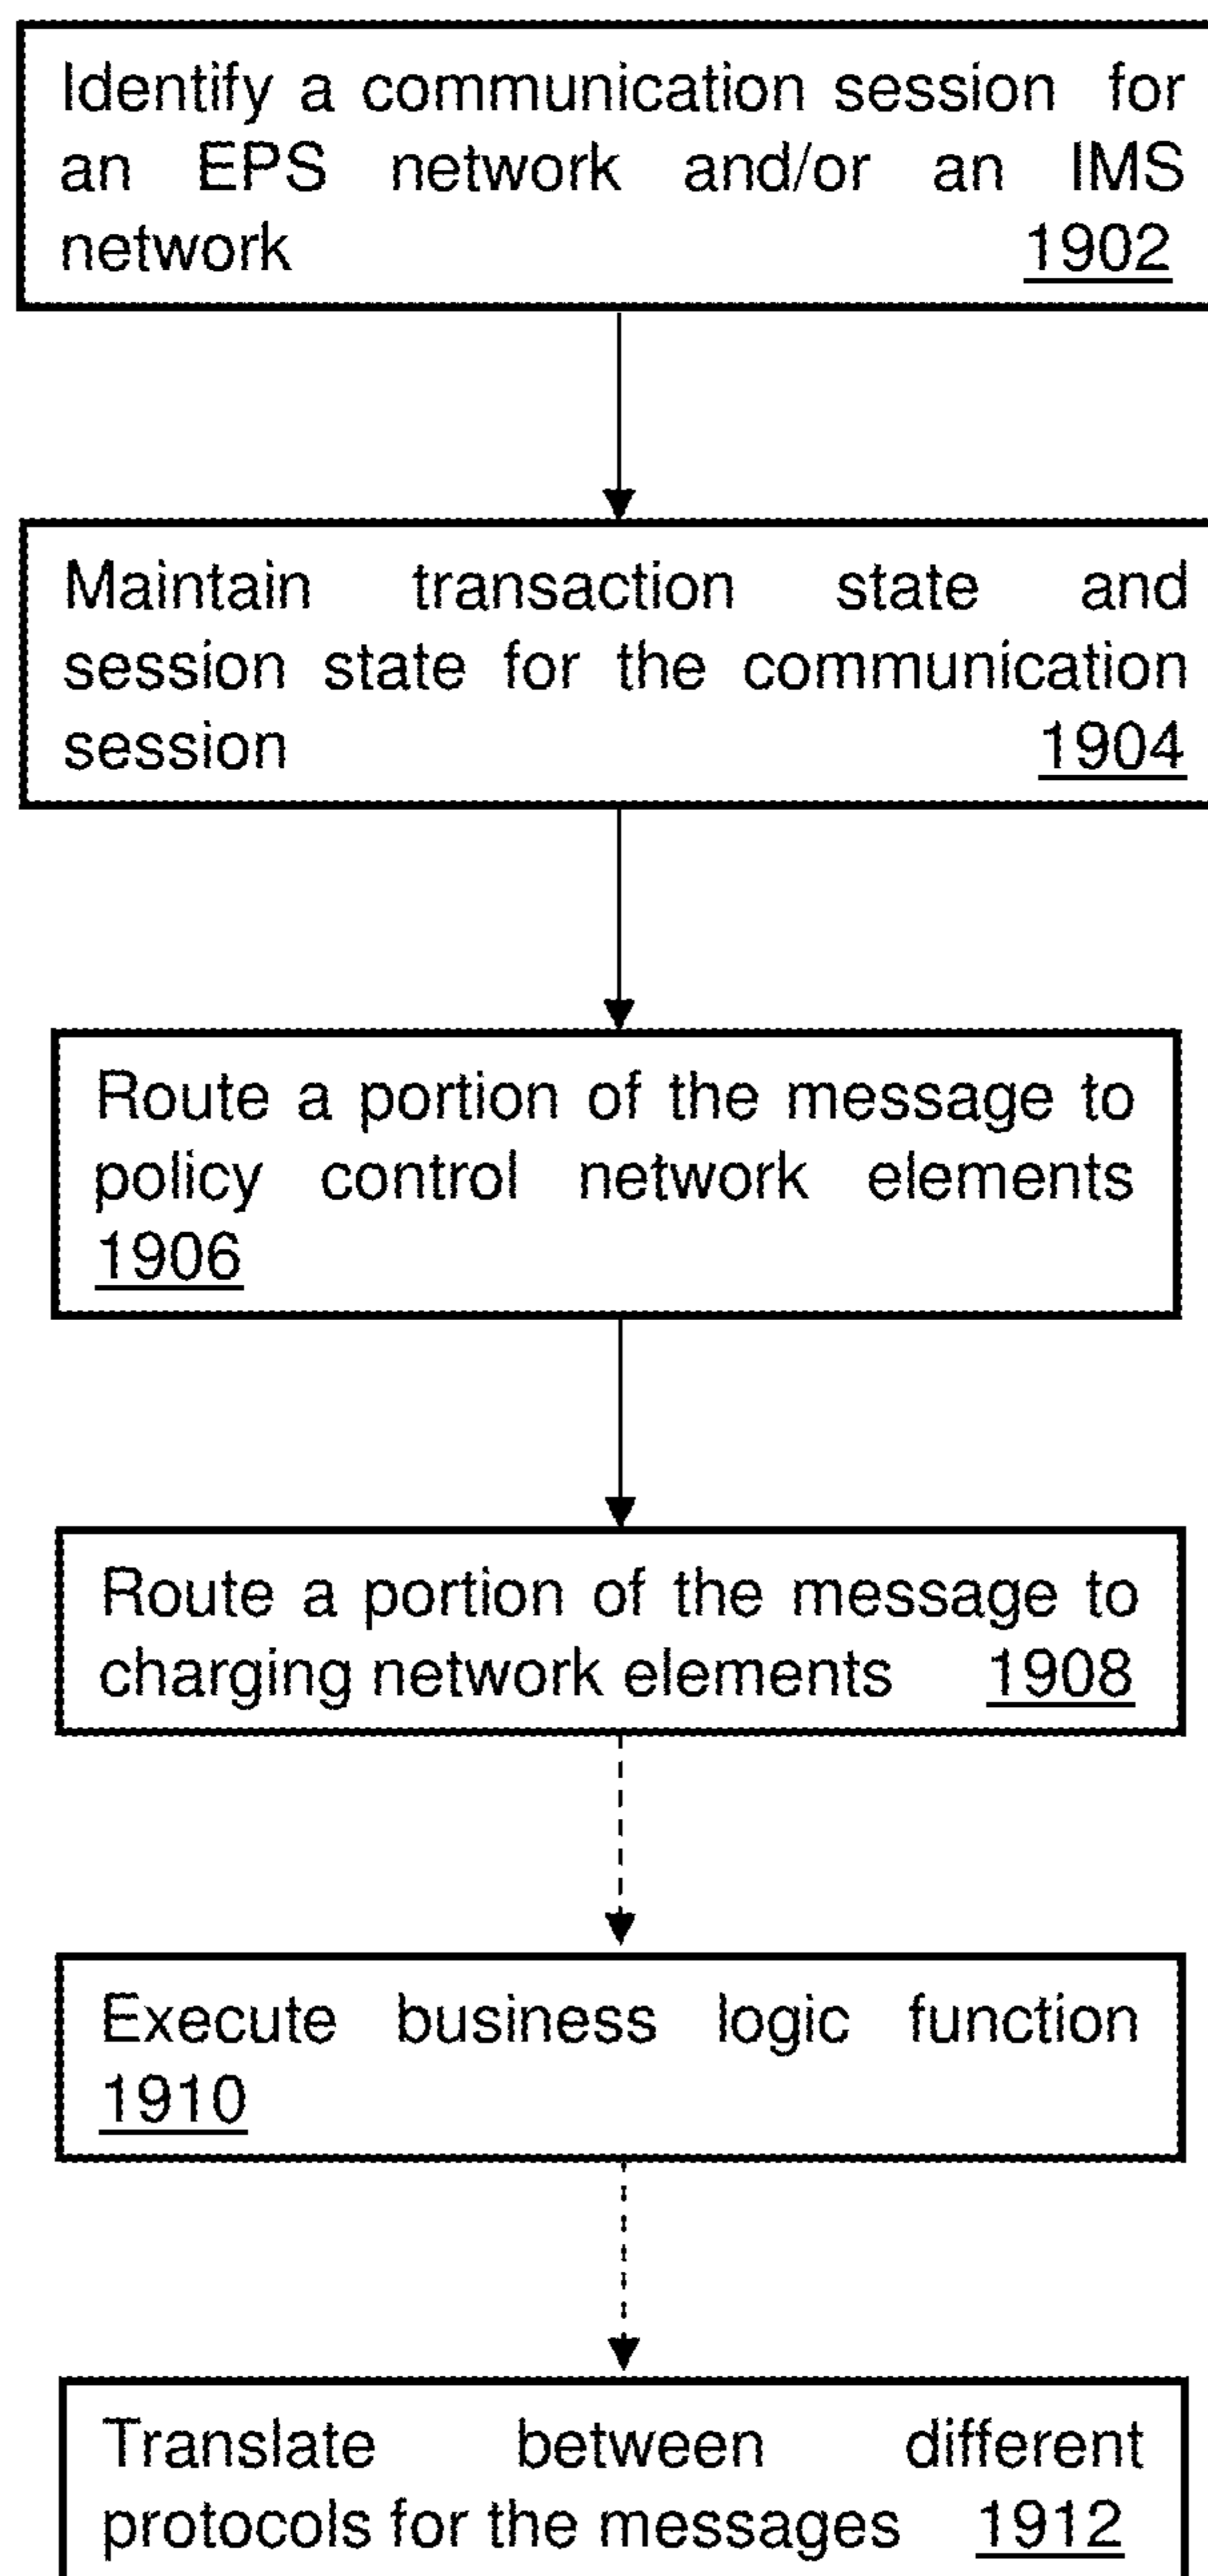 Identify a communication session for
an EPS network and/or an IMS
network 1902
Maintain transaction state and
session state for the communication
session 1904
Route a portion of the message to
policy control network elements
1906
Route a portion of the message to
charging network elements 1908
Execute business logic function
1910
Translate between different
protocols for the messages 1912